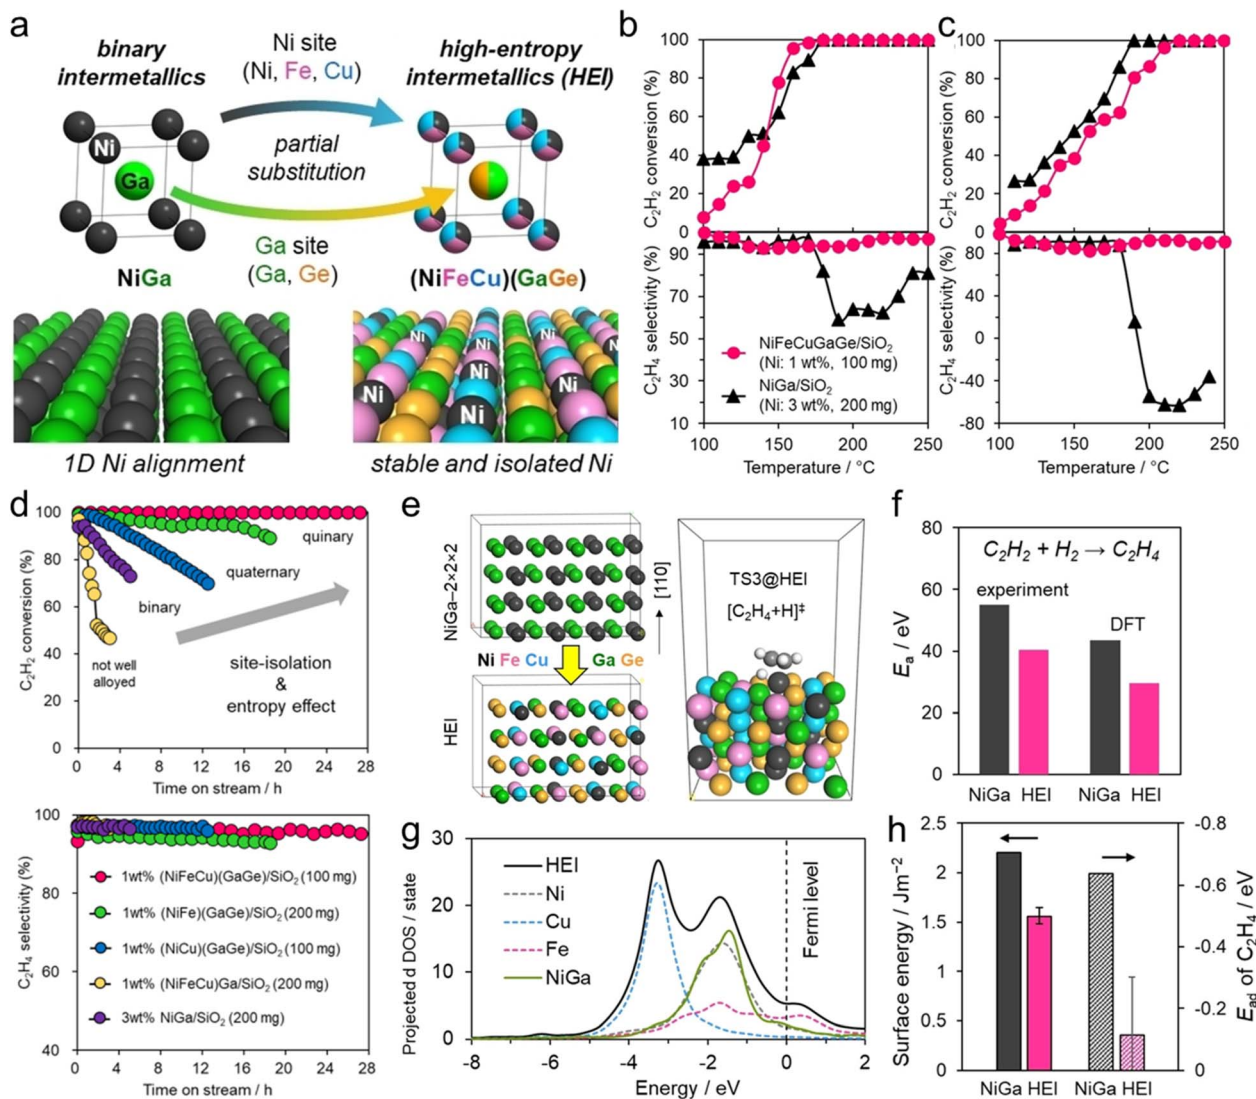 a
binary
intermetallics
Ni site
(Ni, Fe, Cu)
high-entropy
intermetallics (HEI)
partial
substitution
Ni
Ga
Ga site
(Ga, Ge)
NiGa
(NiFeCu)(GaGe)
Ni
Ni
Ni
Ni
Ni
1D Ni alignment
stable and isolated Ni
b
C₂H₂ conversion (%)
100
80
60
40
20
0
C₂H₄ selectivity (%)
90
70
50
30
10
NiFeCuGaGe/SiO₂
(Ni: 1 wt%, 100 mg)
NiGa/SiO₂
(Ni: 3 wt%, 200 mg)
100 150 200 250
Temperature / °C
c
C₂H₂ conversion (%)
100
80
60
40
20
0
C₂H₄ selectivity (%)
80
40
0
-40
-80
100 150 200 250
Temperature / °C
d
C₂H₂ conversion (%)
100
80
60
40
20
0
quinary
quaternary
binary
not well
alloyed
site-isolation
&
entropy effect
0 4 8 12 16 20 24 28
Time on stream / h
C₂H₄ selectivity (%)
100
80
60
40
1wt% (NiFeCu)(GaGe)/SiO₂ (100 mg)
1wt% (NiFe)(GaGe)/SiO₂ (200 mg)
1wt% (NiCu)(GaGe)/SiO₂ (100 mg)
1wt% (NiFeCu)Ga/SiO₂ (200 mg)
3wt% NiGa/SiO₂ (200 mg)
0 4 8 12 16 20 24 28
Time on stream / h
e
NiGa–2×2×2
[110]
Ni Fe Cu Ga Ge
HEI
TS3@HEI
[C₂H₄+H]‡
f
Eₐ / eV
80
60
40
20
0
C₂H₂ + H₂ → C₂H₄
experiment
DFT
NiGa HEI NiGa HEI
g
Projected DOS / state
30
20
10
0
HEI
Ni
Cu
Fe
NiGa
Fermi level
-8 -6 -4 -2 0 2
Energy / eV
h
Surface energy / Jm⁻²
2.5
2
1.5
1
0.5
0
-0.8
-0.6
-0.4
-0.2
0
E_ad of C₂H₄ / eV
NiGa HEI NiGa HEI